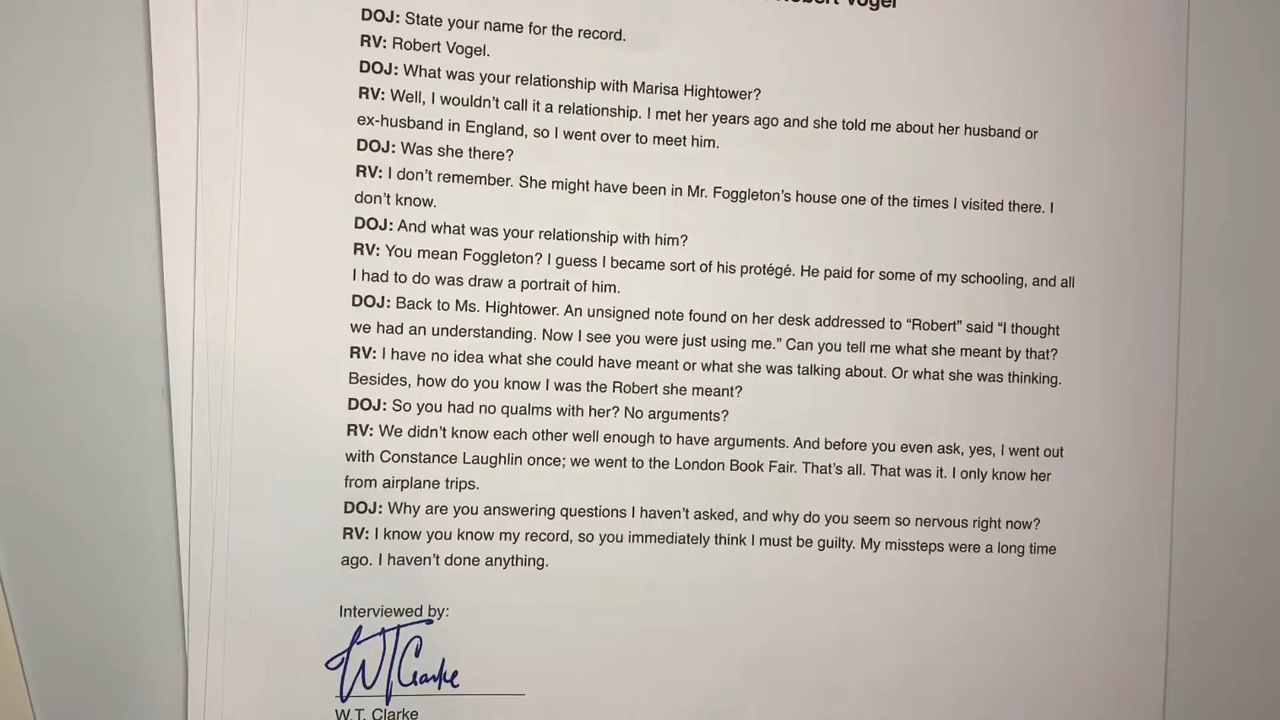 Robert Vogel
DOJ: State your name for the record.
RV: Robert Vogel.
DOJ: What was your relationship with Marisa Hightower?
RV: Well, I wouldn't call it a relationship. I met her years ago and she told me about her husband or
ex-husband in England, so I went over to meet him.
DOJ: Was she there?
RV: I don't remember. She might have been in Mr. Foggleton's house one of the times I visited there. I
don't know.
DOJ: And what was your relationship with him?
RV: You mean Foggleton? I guess I became sort of his protégé. He paid for some of my schooling, and all
I had to do was draw a portrait of him.
DOJ: Back to Ms. Hightower. An unsigned note found on her desk addressed to “Robert” said “I thought
we had an understanding. Now I see you were just using me.” Can you tell me what she meant by that?
RV: I have no idea what she could have meant or what she was talking about. Or what she was thinking.
Besides, how do you know I was the Robert she meant?
DOJ: So you had no qualms with her? No arguments?
RV: We didn't know each other well enough to have arguments. And before you even ask, yes, I went out
with Constance Laughlin once; we went to the London Book Fair. That's all. That was it. I only know her
from airplane trips.
DOJ: Why are you answering questions I haven't asked, and why do you seem so nervous right now?
RV: I know you know my record, so you immediately think I must be guilty. My missteps were a long time
ago. I haven't done anything.
Interviewed by:
WTClarke
W.T. Clarke